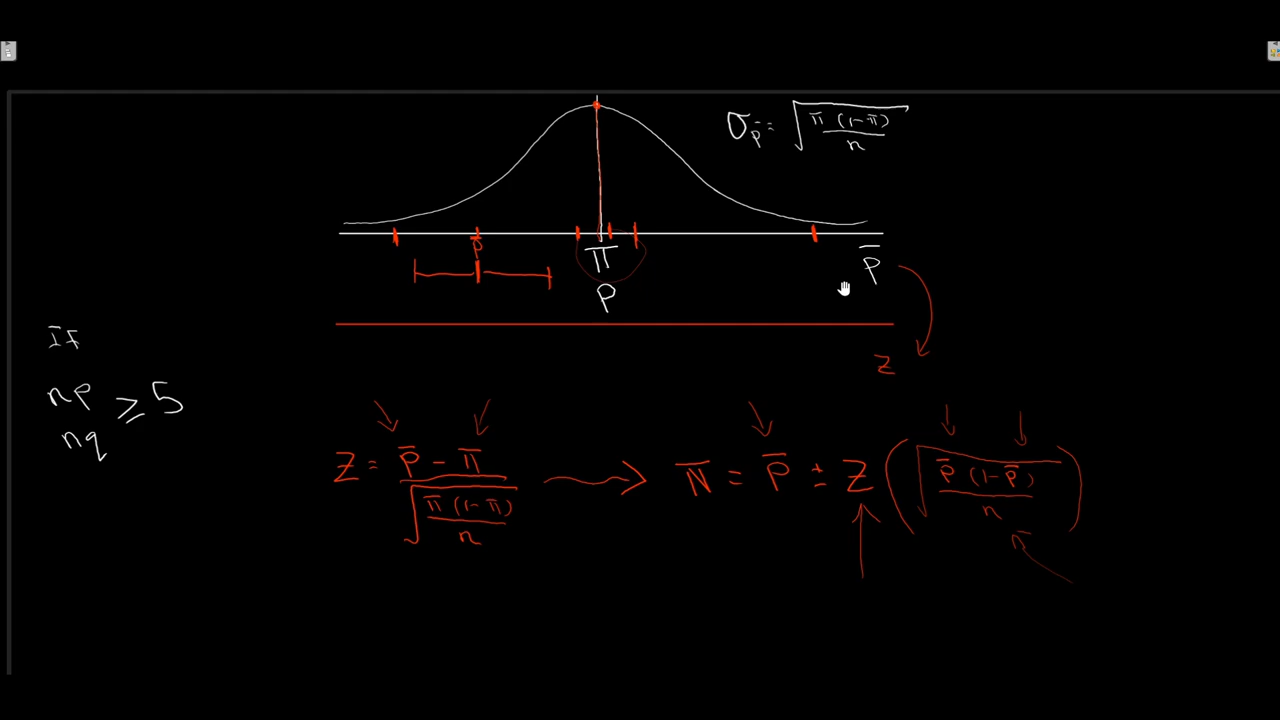 σp̄ = √(π(1-π)/n)
p̄
π
p̄
P
Z
If
np
nq ≥ 5
Z = (p̄ - π)/√(π(1-π)/n) → π = p̄ ± Z (√(p̄(1-p̄)/n))
π